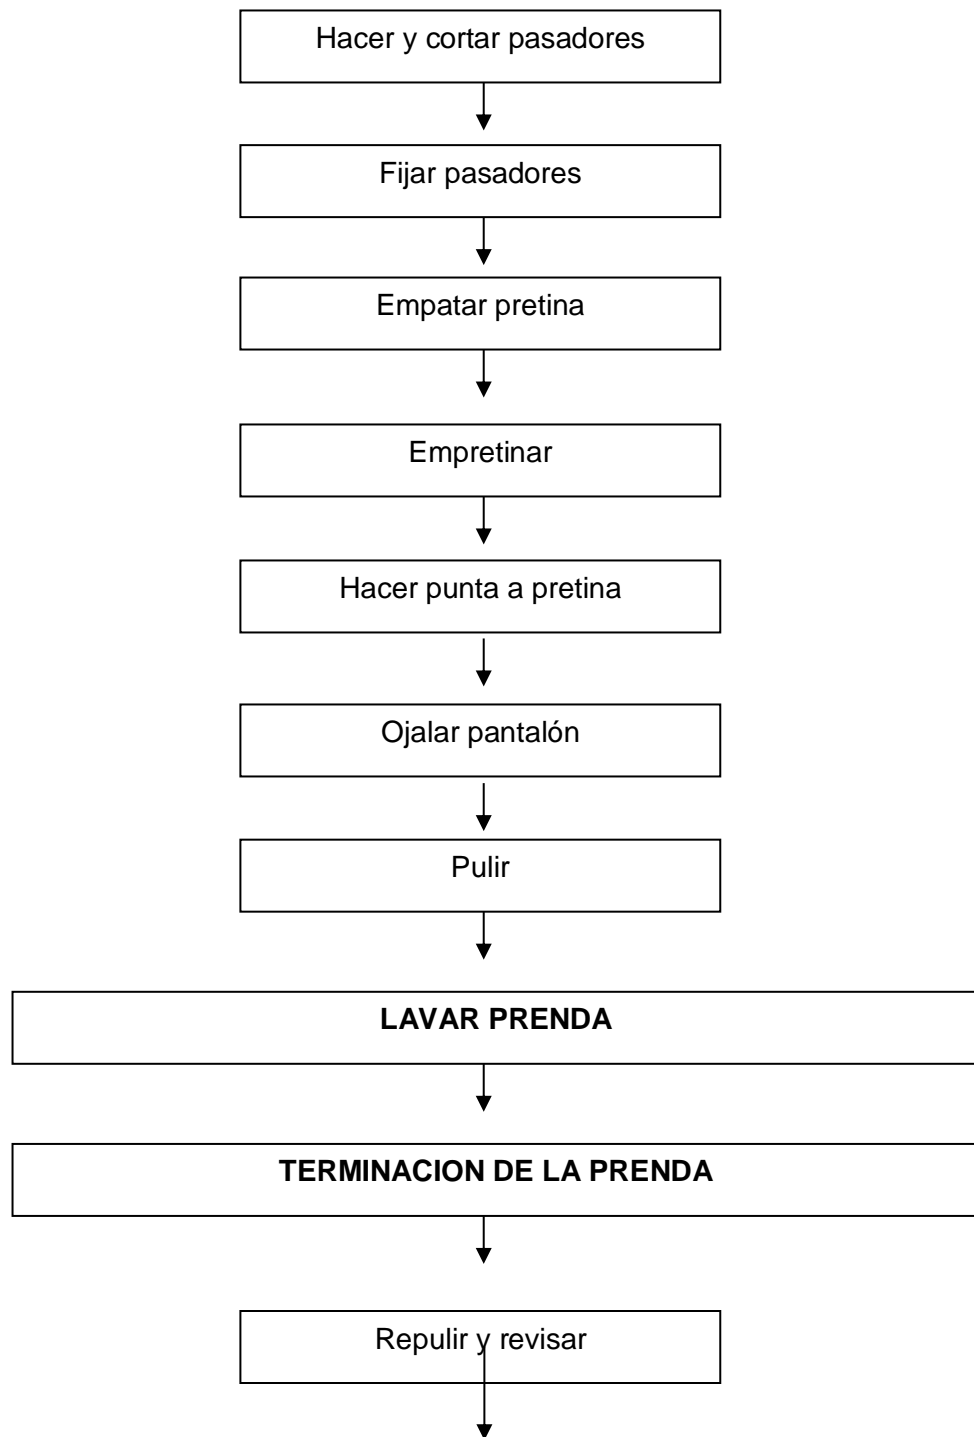 Hacer y cortar pasadores
Fijar pasadores
Empatar pretina
Empretinar
Hacer punta a pretina
Ojalar pantalón
Pulir
LAVAR PRENDA
TERMINACION DE LA PRENDA
Repulir y revisar